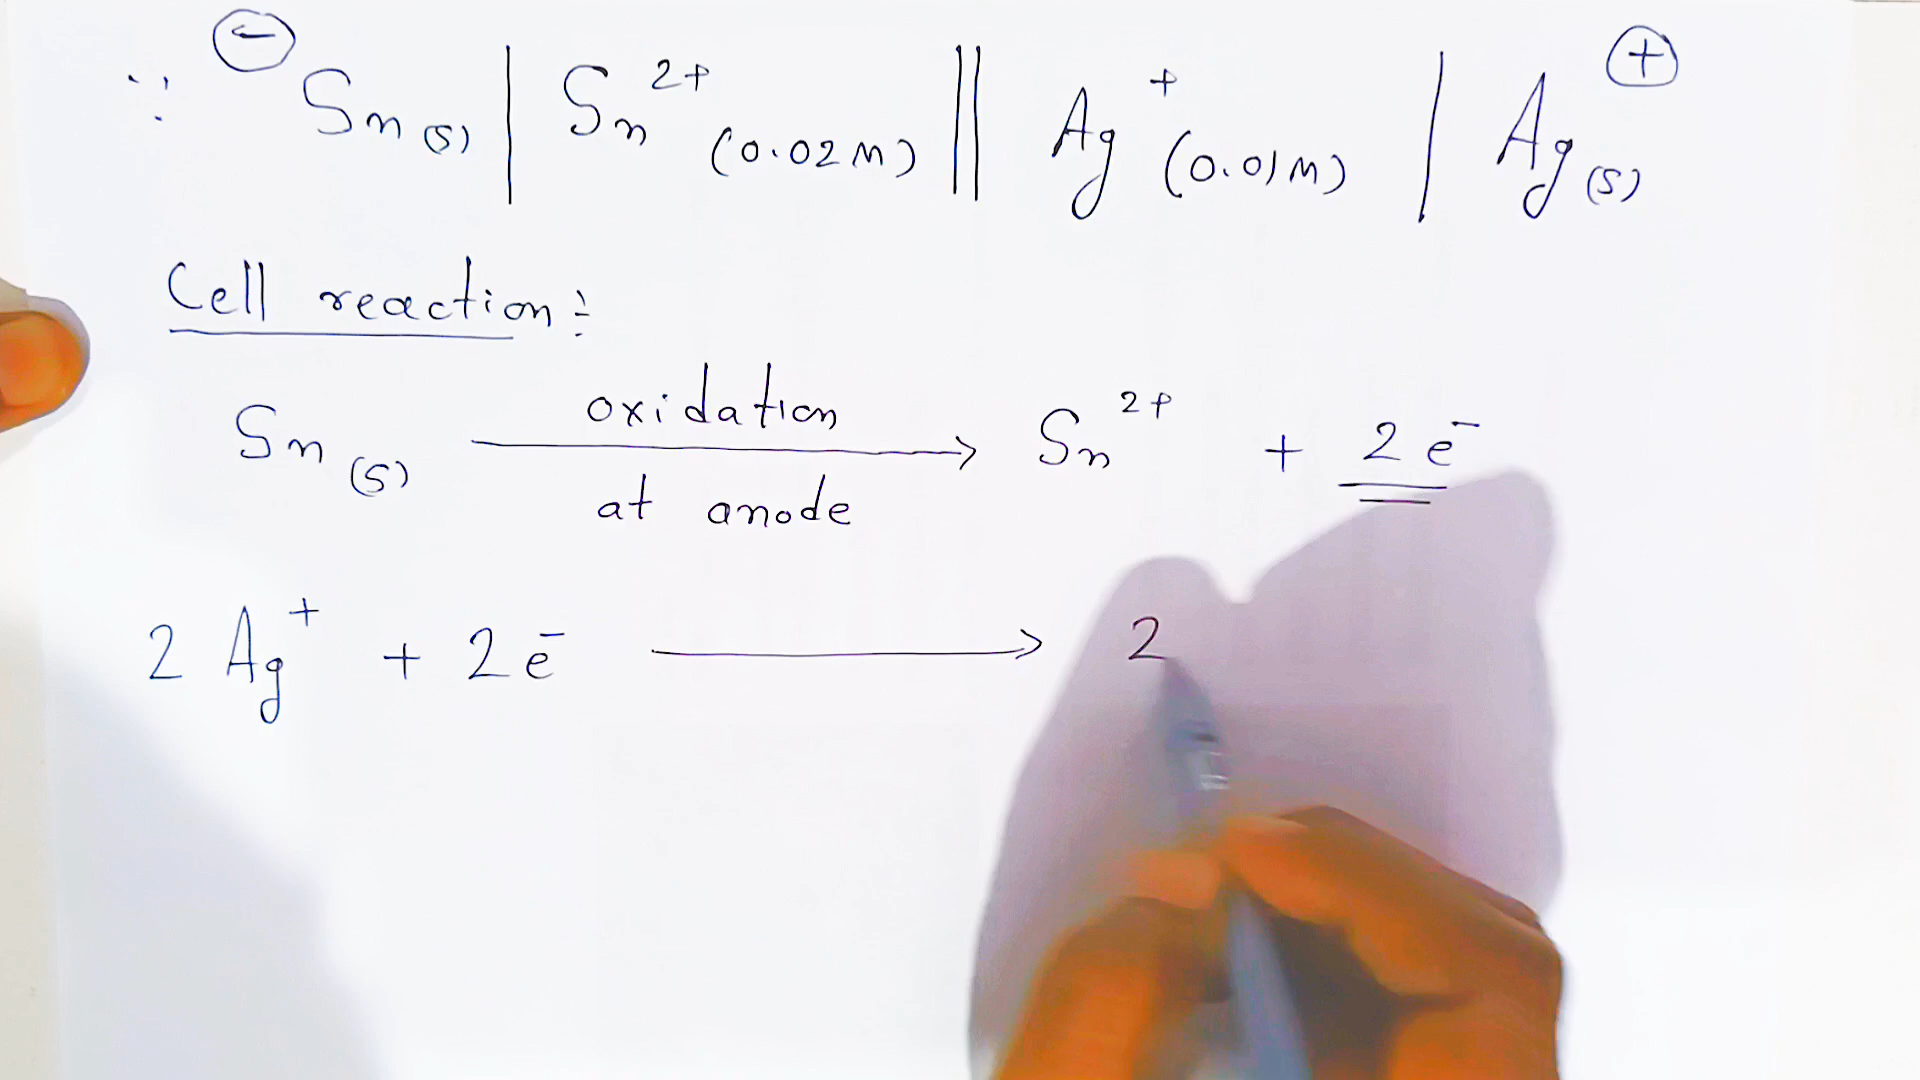 ∵ ⊖ Sn(s) | Sn²⁺ (0.02M) || Ag⁺ (0.01M) | Ag(s) ⊕
Cell reaction:
Sn(s) oxidation at anode → Sn²⁺ + 2e⁻
2Ag⁺ + 2e⁻ → 2